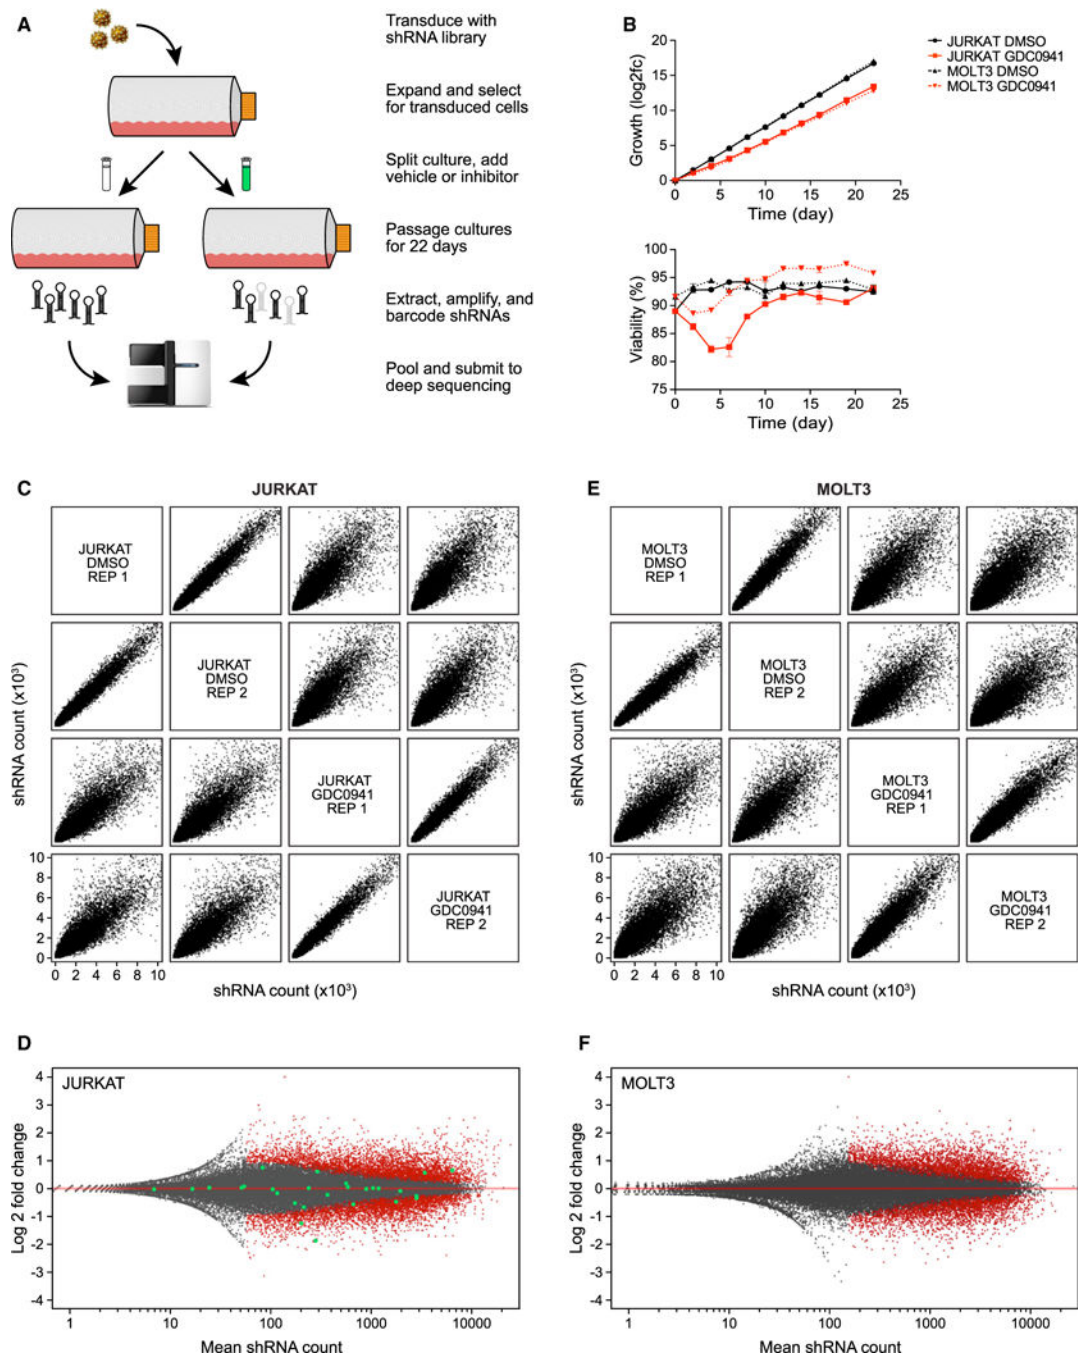 A
Transduce with
shRNA library
Expand and select
for transduced cells
Split culture, add
vehicle or inhibitor
Passage cultures
for 22 days
Extract, amplify, and
barcode shRNAs
Pool and submit to
deep sequencing
B
Growth (log2fc)
20
15
10
5
0
0 5 10 15 20 25
Time (day)
JURKAT DMSO
JURKAT GDC0941
MOLT3 DMSO
MOLT3 GDC0941
Viability (%)
100
95
90
85
80
75
0 5 10 15 20 25
Time (day)
C
JURKAT
JURKAT
DMSO
REP 1
JURKAT
DMSO
REP 2
JURKAT
GDC0941
REP 1
JURKAT
GDC0941
REP 2
shRNA count (x10³)
10
8
6
4
2
0
0 2 4 6 8 10
shRNA count (x10³)
E
MOLT3
MOLT3
DMSO
REP 1
MOLT3
DMSO
REP 2
MOLT3
GDC0941
REP 1
MOLT3
GDC0941
REP 2
shRNA count (x10³)
10
8
6
4
2
0
0 2 4 6 8 10
shRNA count (x10³)
D
JURKAT
Log 2 fold change
4
3
2
1
0
-1
-2
-3
-4
1 10 100 1000 10000
Mean shRNA count
F
MOLT3
Log 2 fold change
4
3
2
1
0
-1
-2
-3
-4
1 10 100 1000 10000
Mean shRNA count